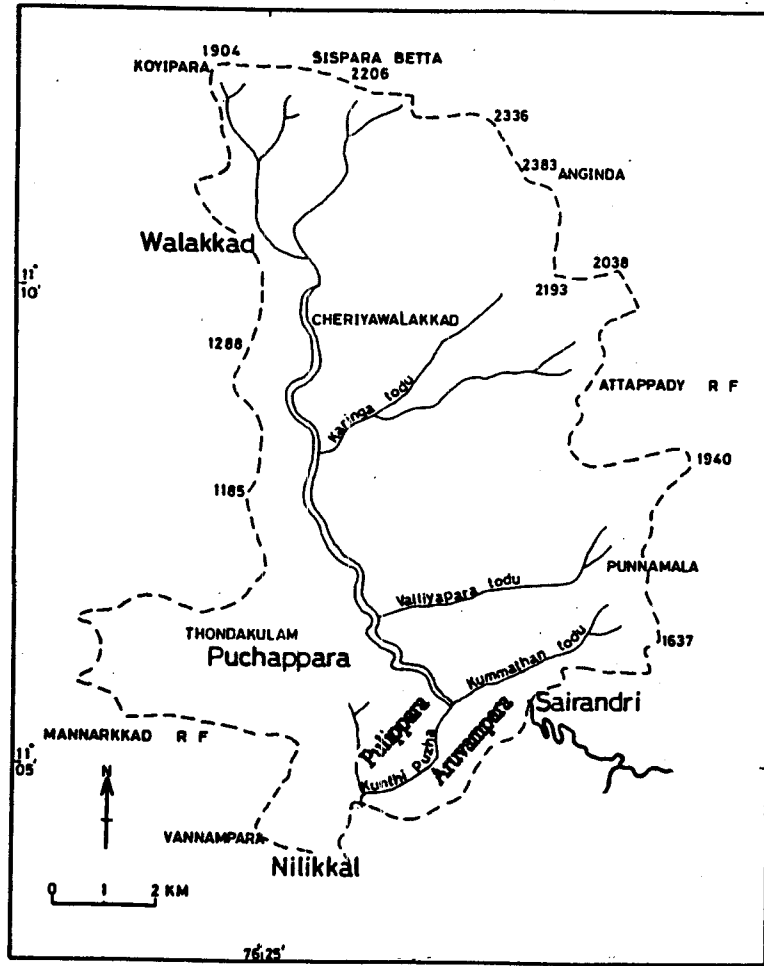 1904
SISPARA BETTA
KOYIPARA
2206
2336
2383
ANGINDA
Walakkad
2038
11°
10'
2193
CHERIYAWALAKKAD
1288
ATTAPPADY R F
Karinga todu
1940
1185
PUNNAMALA
Valliyapara todu
THONDAKULAM
Puchappara
Kummathan todu
1637
Sairandri
Pulippara
Aruvampara
MANNARKKAD R F
Kunthi Puzha
11°
05'
N
VANNAMPARA
Nilikkal
0 1 2 KM
76°25'